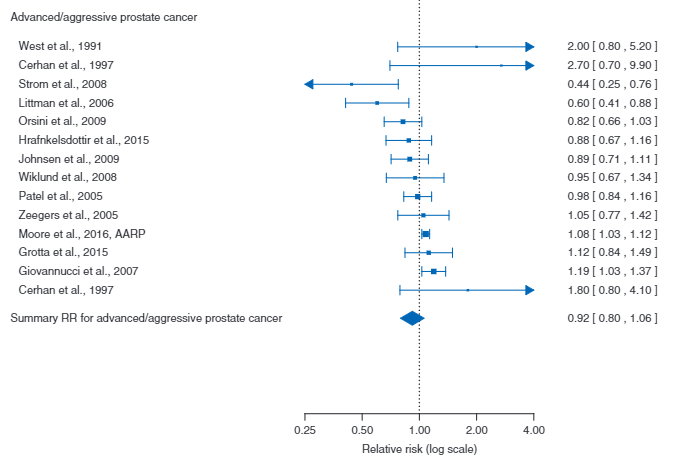 Advanced/aggressive prostate cancer
West et al., 1991 2.00 [ 0.80 , 5.20 ]
Cerhan et al., 1997 2.70 [ 0.70 , 9.90 ]
Strom et al., 2008 0.44 [ 0.25 , 0.76 ]
Littman et al., 2006 0.60 [ 0.41 , 0.88 ]
Orsini et al., 2009 0.82 [ 0.66 , 1.03 ]
Hrafnkelsdottir et al., 2015 0.88 [ 0.67 , 1.16 ]
Johnsen et al., 2009 0.89 [ 0.71 , 1.11 ]
Wiklund et al., 2008 0.95 [ 0.67 , 1.34 ]
Patel et al., 2005 0.98 [ 0.84 , 1.16 ]
Zeegers et al., 2005 1.05 [ 0.77 , 1.42 ]
Moore et al., 2016, AARP 1.08 [ 1.03 , 1.12 ]
Grotta et al., 2015 1.12 [ 0.84 , 1.49 ]
Giovannucci et al., 2007 1.19 [ 1.03 , 1.37 ]
Cerhan et al., 1997 1.80 [ 0.80 , 4.10 ]
Summary RR for advanced/aggressive prostate cancer 0.92 [ 0.80 , 1.06 ]
0.25 0.50 1.00 2.00 4.00
Relative risk (log scale)